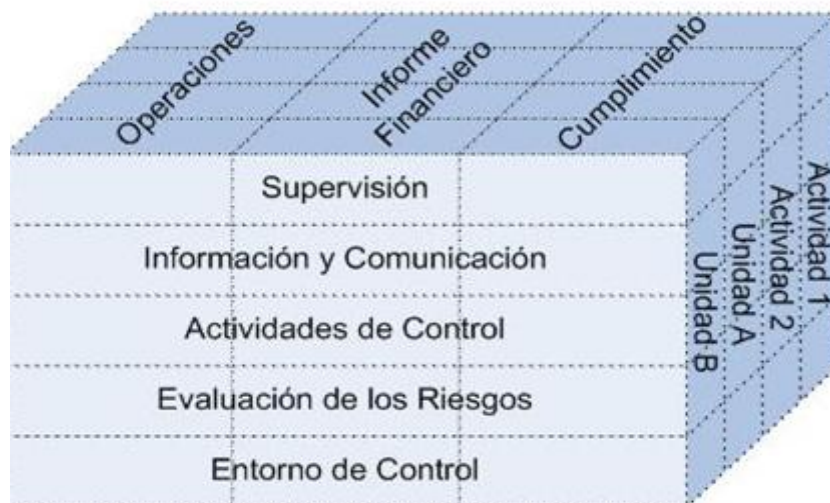 Operaciones
Informe
Financiero
Cumplimiento
Supervisión
Información y Comunicación
Actividades de Control
Evaluación de los Riesgos
Entorno de Control
Unidad B
Unidad A
Actividad 2
Actividad 1